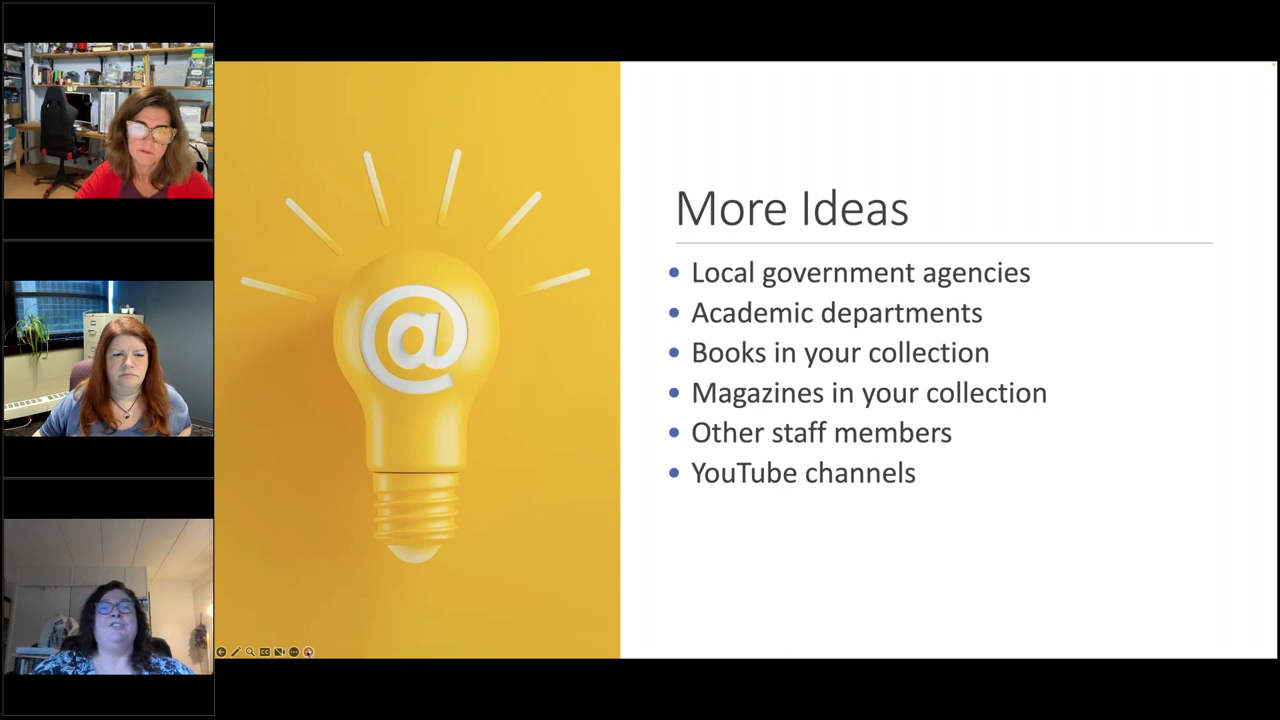 @
More Ideas
Local government agencies
Academic departments
Books in your collection
Magazines in your collection
Other staff members
YouTube channels